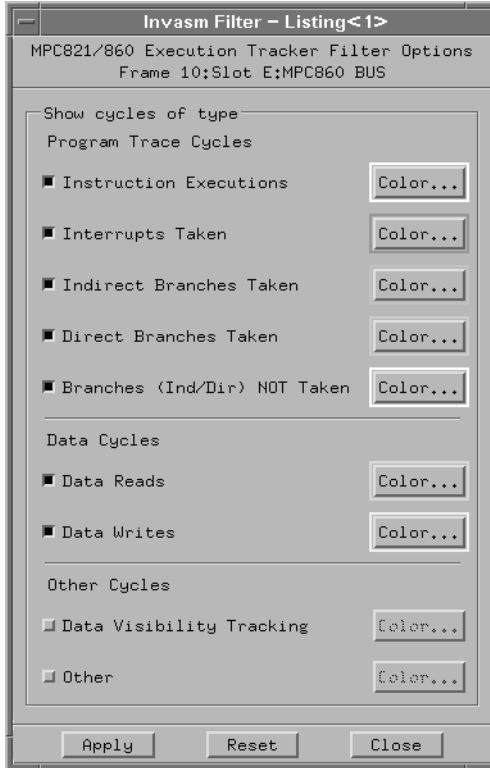 Invasm Filter – Listing<1>
MPC821/860 Execution Tracker Filter Options
Frame 10:Slot E:MPC860 BUS
Show cycles of type
Program Trace Cycles
Instruction Executions Color...
Interrupts Taken Color...
Indirect Branches Taken Color...
Direct Branches Taken Color...
Branches (Ind/Dir) NOT Taken Color...
Data Cycles
Data Reads Color...
Data Writes Color...
Other Cycles
Data Visibility Tracking Color...
Other Color...
Apply Reset Close